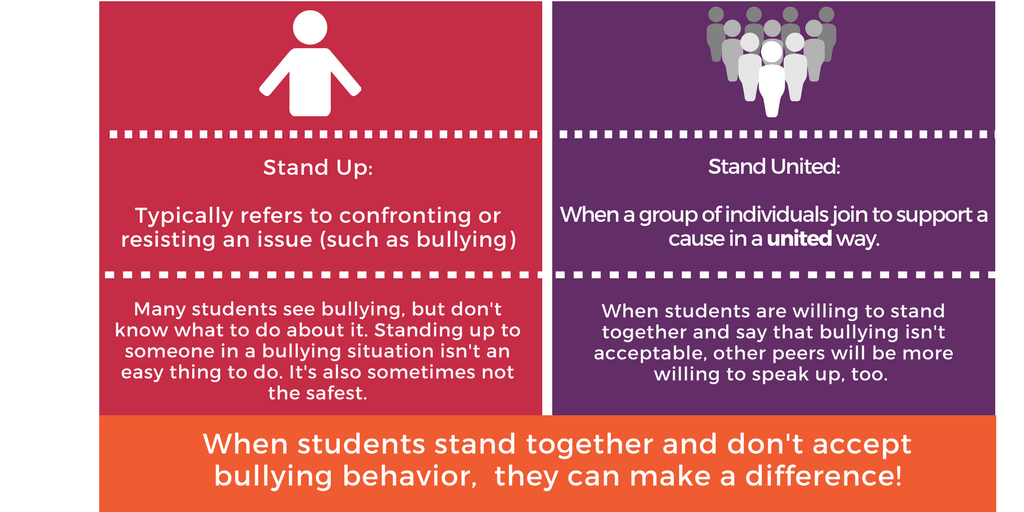 Stand Up:
Typically refers to confronting or
resisting an issue (such as bullying)
Many students see bullying, but don't
know what to do about it. Standing up to
someone in a bullying situation isn't an
easy thing to do. It's also sometimes not
the safest.
Stand United:
When a group of individuals join to support a
cause in a united way.
When students are willing to stand
together and say that bullying isn't
acceptable, other peers will be more
willing to speak up, too.
When students stand together and don't accept
bullying behavior, they can make a difference!